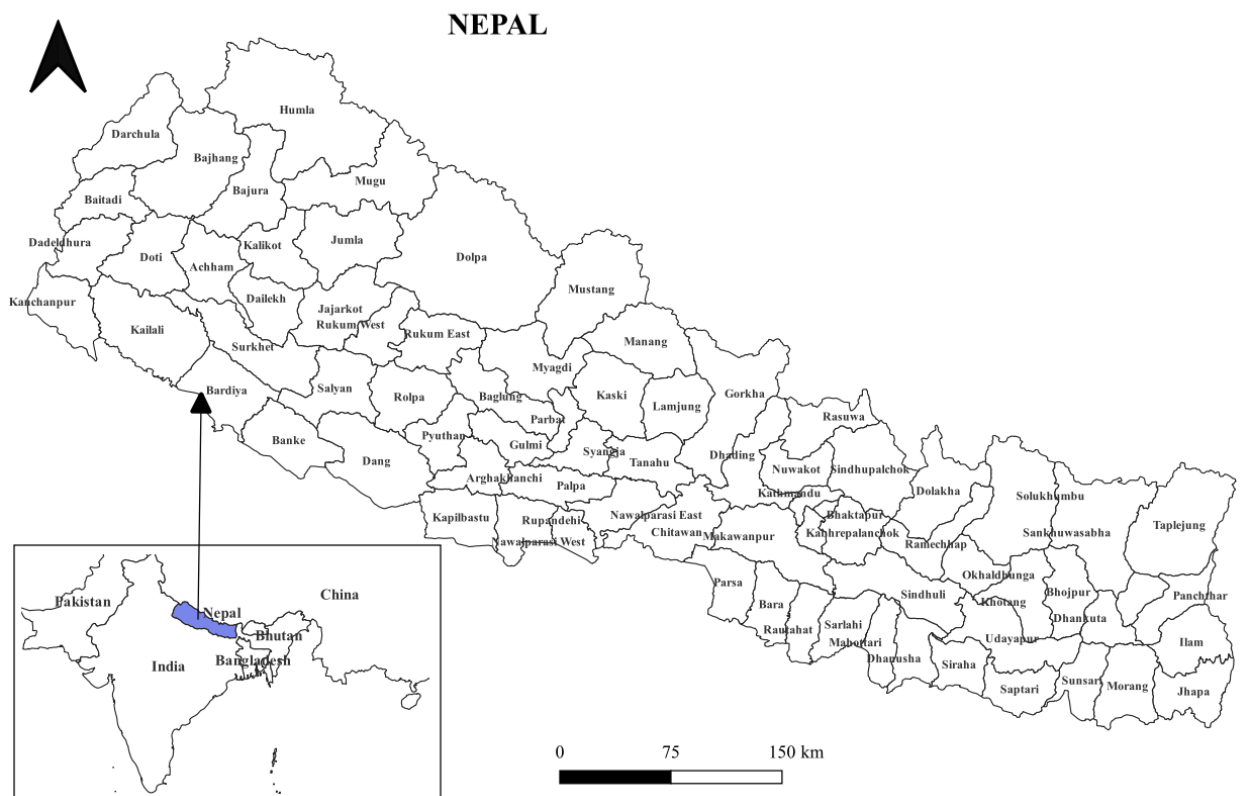 NEPAL
Humla
Darchula
Bajhang
Mugu
Bajura
Baitadi
Dadeldhura
Kalikot
Jumla
Doti
Dolpa
Achham
Mustang
Kanchanpur
Dailekh
Jajarkot
Kailali
Rukum West
Rukum East
Manang
Surkhet
Myagdi
Bardiya
Salyan
Rolpa
Baglung
Kaski
Gorkha
Lamjung
Parbat
Rasuwa
Banke
Pyuthan
Gulmi
Syangja
Dhading
Dang
Tanahu
Nuwakot
Sindhupalchok
Arghakhanchi
Palpa
Kathmandu
Dolakha
Solukhumbu
Kapilbastu
Rupandehi
Nawalparasi East
Bhaktapur
Taplejung
Chitawan
Makawanpur
Kabhrepalanchok
Sankhuwasabha
Nawalparasi West
Ramechhap
Okhaldhunga
Parsa
Sindhuli
Bhojpur
Panchthar
Bara
Khotang
Dhankuta
Sarlahi
Rautahat
Mahottari
Udayapur
Ilam
Dhanusha
Siraha
Saptari
Sunsari
Morang
Jhapa
Pakistan
China
Nepal
Bhutan
India
Bangladesh
0 75 150 km